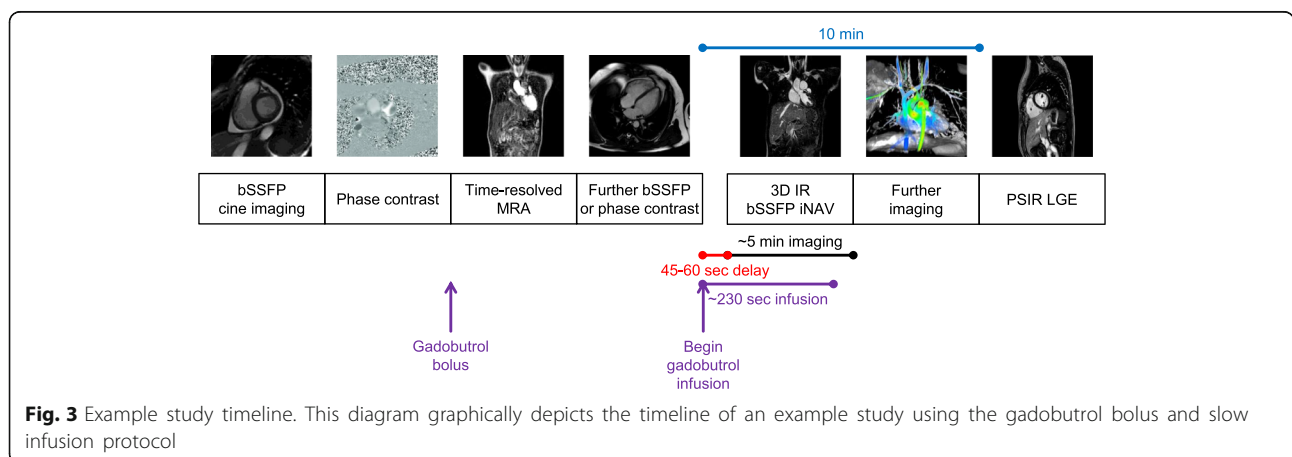 10 min
bSSFP
cine imaging
Phase contrast
Time-resolved
MRA
Further bSSFP
or phase contrast
3D IR
bSSFP iNAV
Further
imaging
PSIR LGE
~5 min imaging
45-60 sec delay
~230 sec infusion
Gadobutrol
bolus
Begin
gadobutrol
infusion
Fig. 3 Example study timeline. This diagram graphically depicts the timeline of an example study using the gadobutrol bolus and slow
infusion protocol